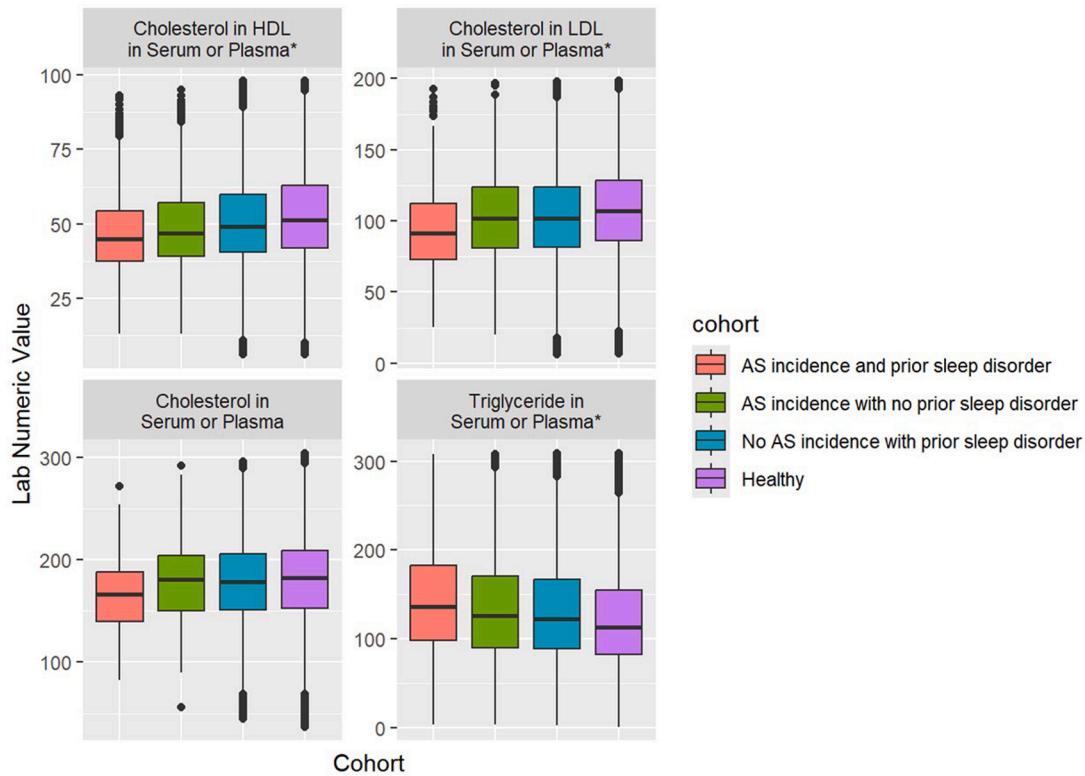 Cholesterol in HDL
in Serum or Plasma*
Cholesterol in LDL
in Serum or Plasma*
100
75
50
25
200
150
100
50
0
Lab Numeric Value
Cholesterol in
Serum or Plasma
Triglyceride in
Serum or Plasma*
300
200
100
300
200
100
0
Cohort
cohort
AS incidence and prior sleep disorder
AS incidence with no prior sleep disorder
No AS incidence with prior sleep disorder
Healthy